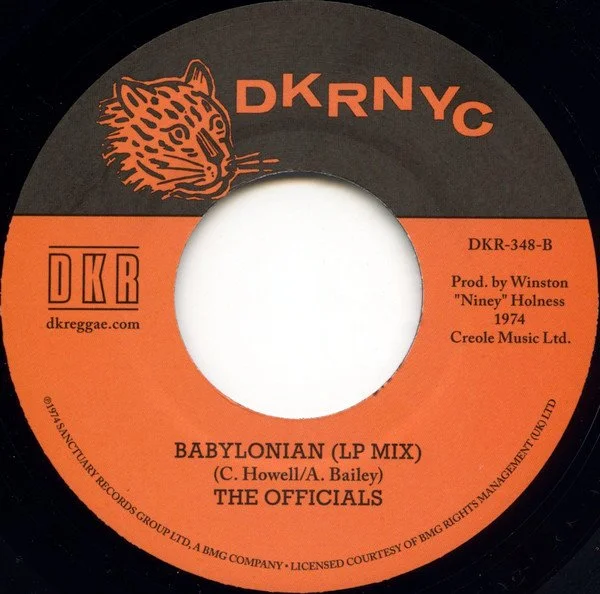 DKRNYC
DKR
dkreggae.com
DKR-348-B
Prod. by Winston
"Niney" Holness
1974
Creole Music Ltd.
BABYLONIAN (LP MIX)
(C. Howell/A. Bailey)
THE OFFICIALS
℗1974 SANCTUARY RECORDS GROUP LTD, A BMG COMPANY • LICENSED COURTESY OF BMG RIGHTS MANAGEMENT (UK) LTD